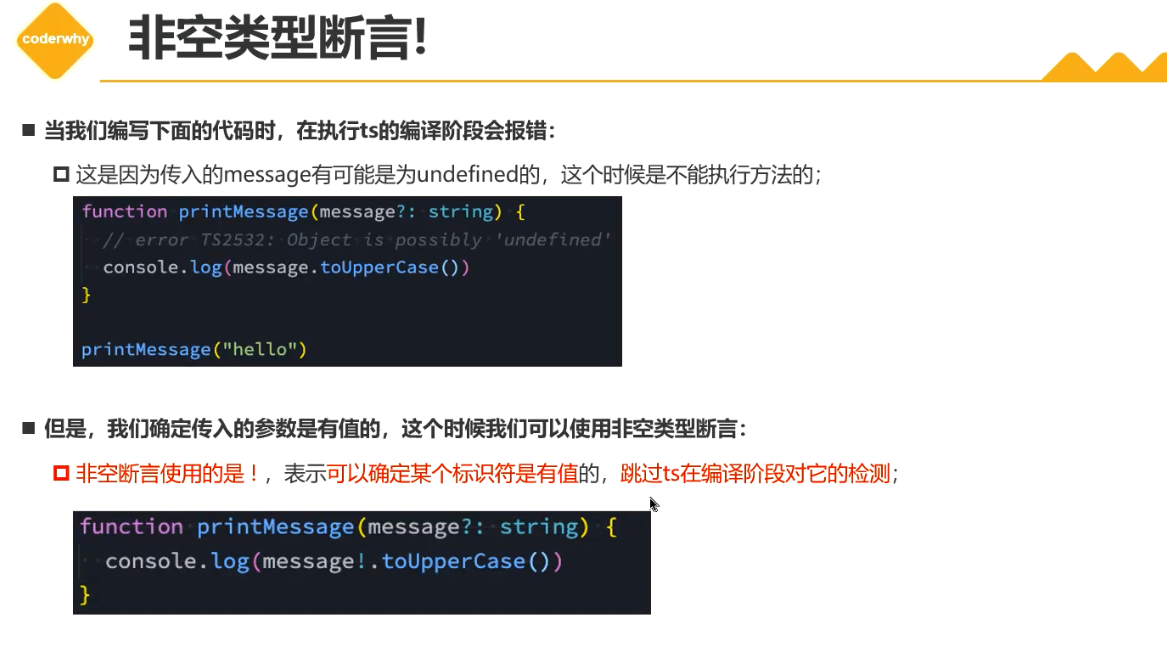 coderwhy
非空类型断言!
当我们编写下面的代码时，在执行ts的编译阶段会报错：
这是因为传入的message有可能是为undefined的，这个时候是不能执行方法的；
function printMessage(message?: string) {
// error TS2532: Object is possibly 'undefined'
console.log(message.toUpperCase())
}
printMessage("hello")
但是，我们确定传入的参数是有值的，这个时候我们可以使用非空类型断言：
非空断言使用的是！，表示可以确定某个标识符是有值的，跳过ts在编译阶段对它的检测；
function printMessage(message?: string) {
console.log(message!.toUpperCase())
}